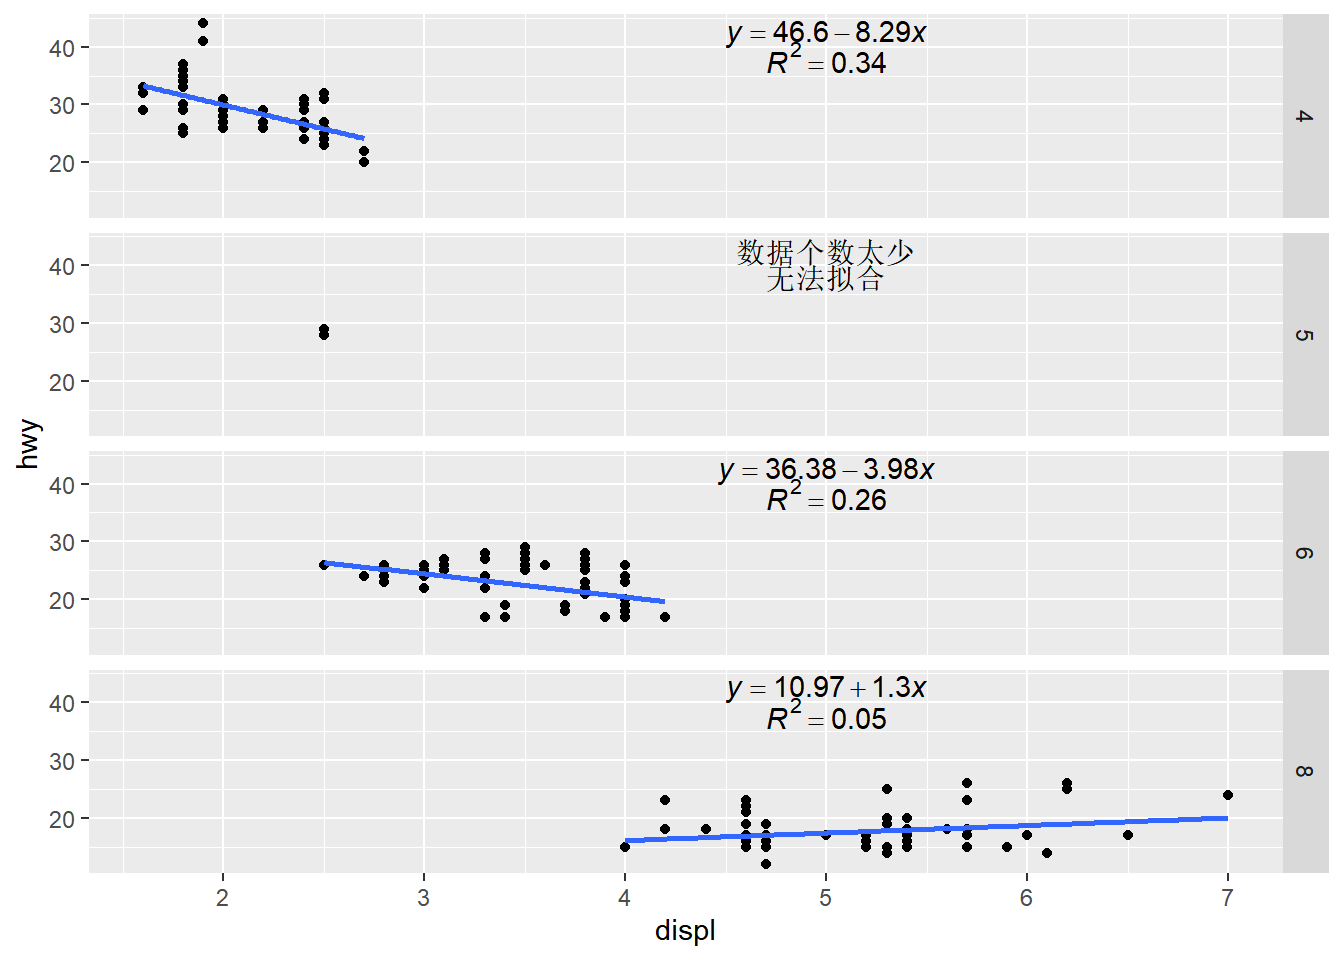 y = 46.6 − 8.29x
R² = 0.34
40
30
20
4
数据个数太少
无法拟合
40
30
20
5
y = 36.38 − 3.98x
R² = 0.26
40
30
20
6
y = 10.97 + 1.3x
R² = 0.05
40
30
20
8
hwy
2 3 4 5 6 7
displ